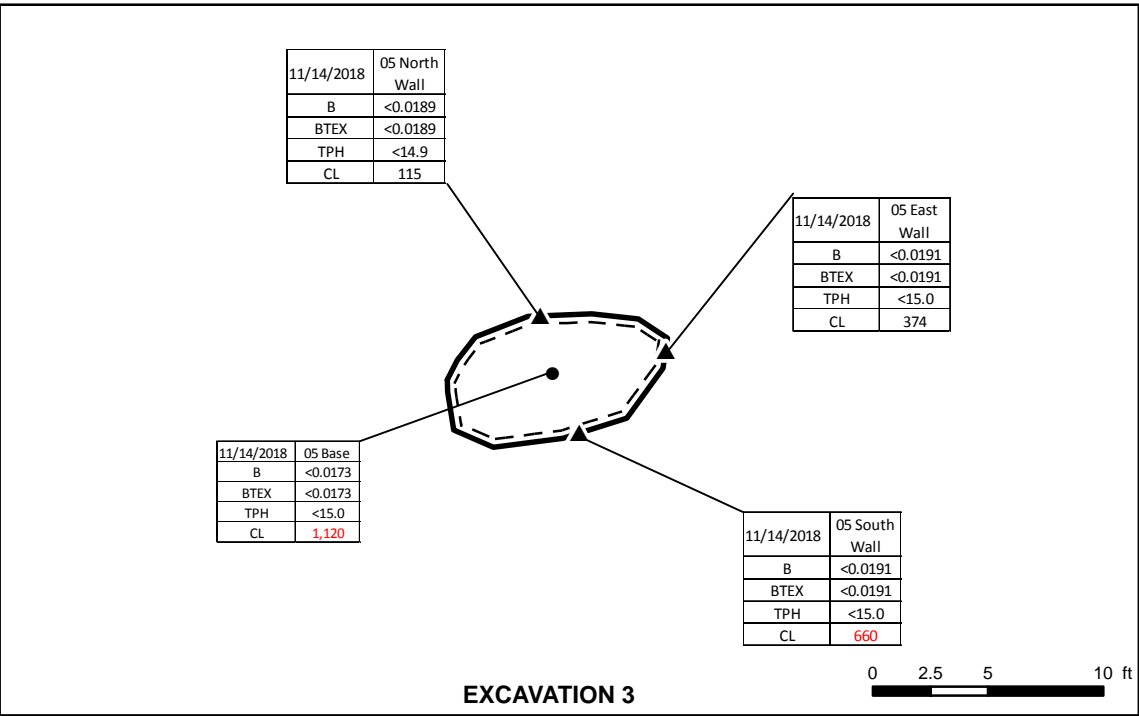 11/14/2018 05 North Wall
B <0.0189
BTEX <0.0189
TPH <14.9
CL 115
11/14/2018 05 East Wall
B <0.0191
BTEX <0.0191
TPH <15.0
CL 374
11/14/2018 05 Base
B <0.0173
BTEX <0.0173
TPH <15.0
CL 1,120
11/14/2018 05 South Wall
B <0.0191
BTEX <0.0191
TPH <15.0
CL 660
0 2.5 5 10 ft
EXCAVATION 3